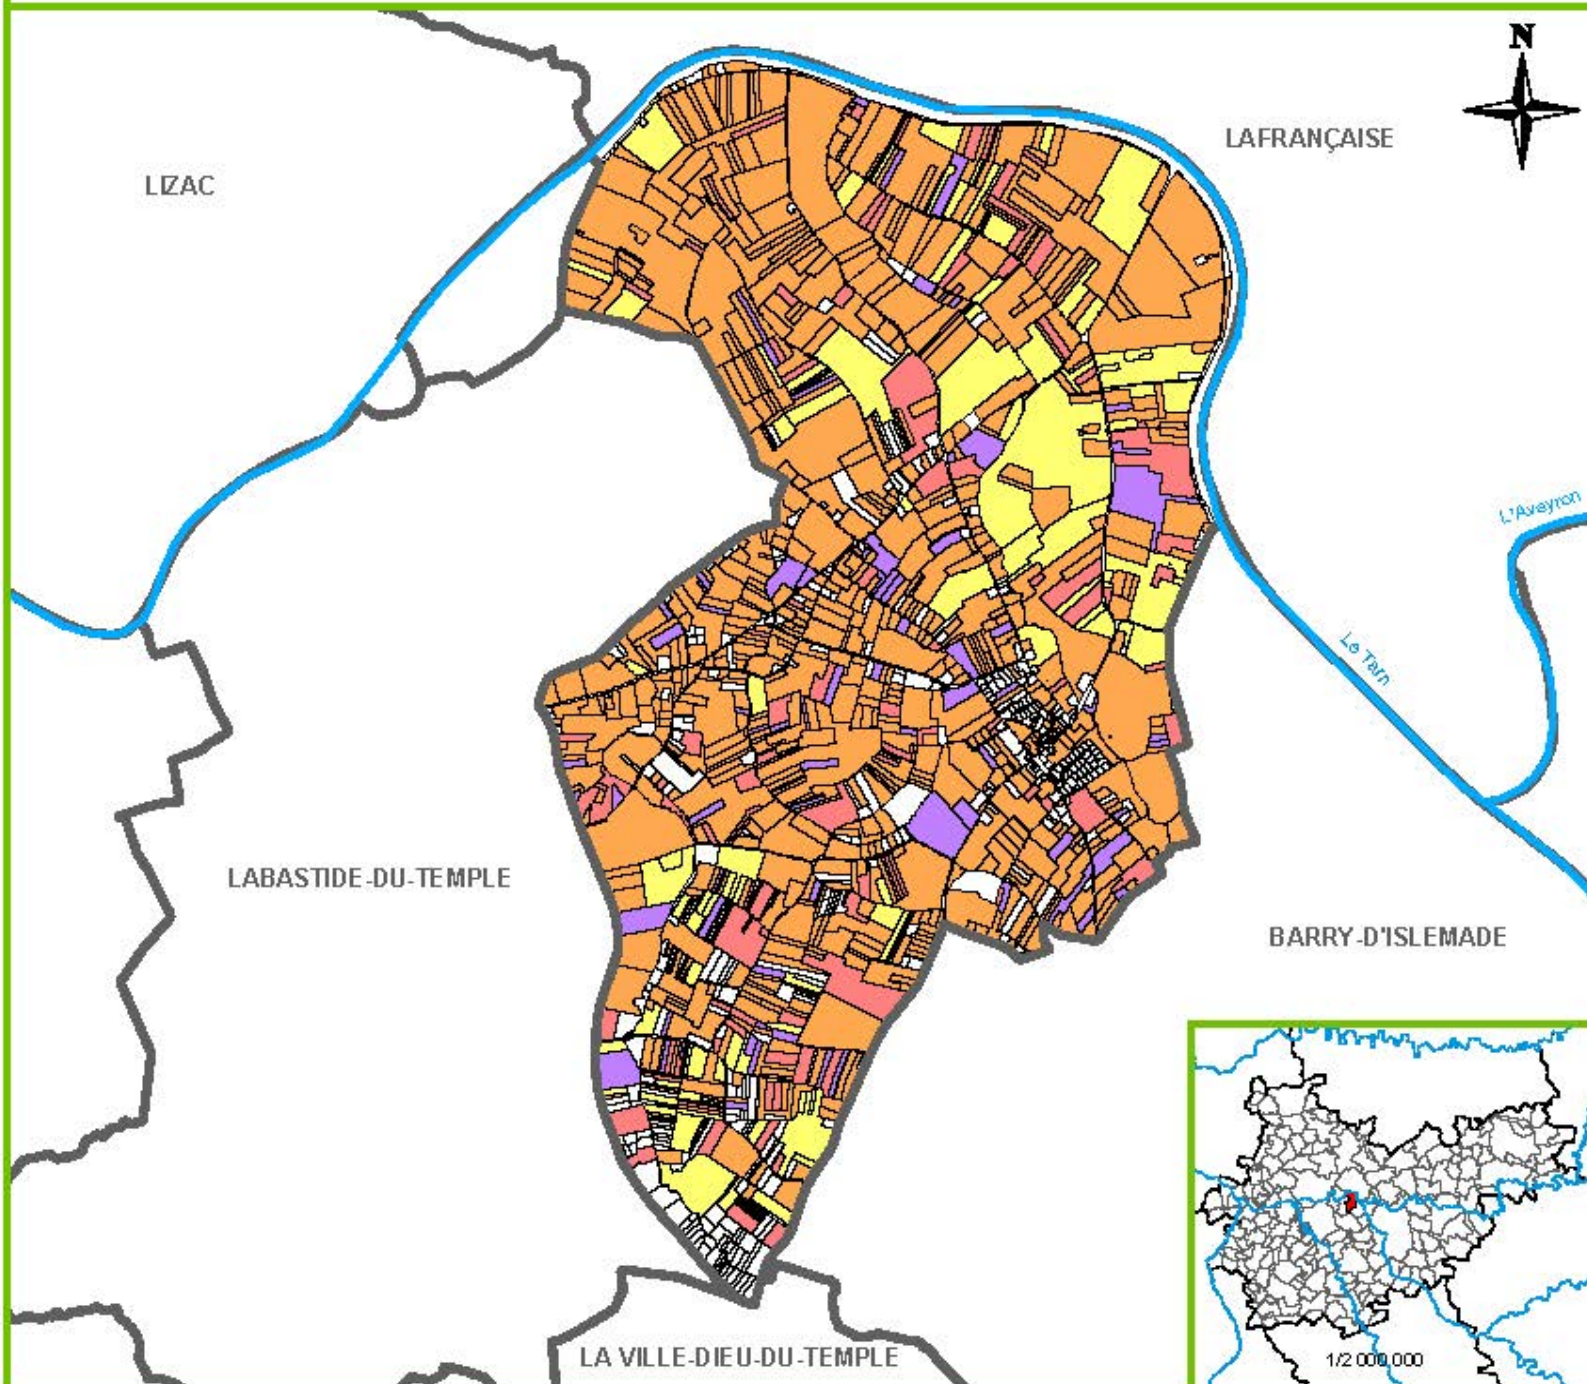 N
LAFRANÇAISE
LIZAC
L'Aveyron
Le Tarn
LABASTIDE-DU-TEMPLE
BARRY-D'ISLEMADE
LA VILLE-DIEU-DU-TEMPLE
1/2 000 000